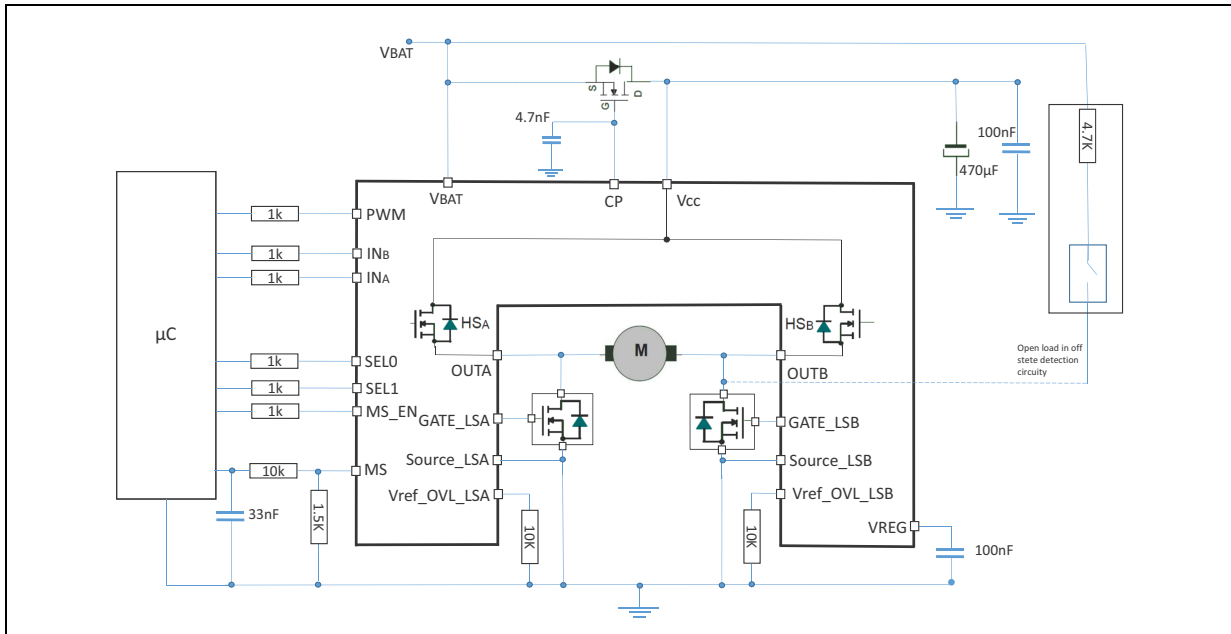 VBAT
S
D
G
4.7nF
100nF
470µF
4.7K
VBAT
CP
Vcc
1k
PWM
1k
INB
1k
INA
µC
HSA
HSB
M
OUTA
OUTB
Open load in off
stete detection
circuity
1k
SEL0
1k
SEL1
1k
MS_EN
GATE_LSA
GATE_LSB
10k
MS
Source_LSA
Source_LSB
Vref_OVL_LSA
Vref_OVL_LSB
33nF
1.5K
10K
10K
VREG
100nF